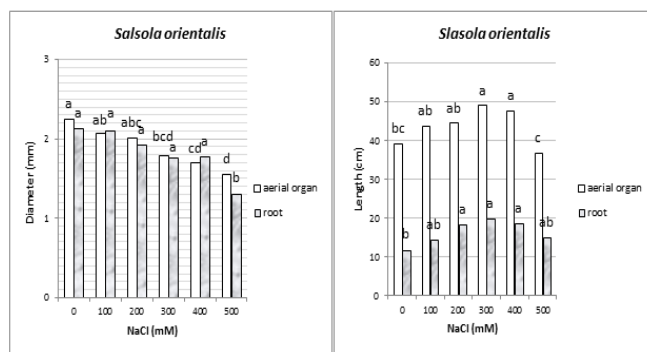 Salsola orientalis
3
2
1
0
Diameter (mm)
a a ab a abc a bcd a cd a d b
0 100 200 300 400 500
NaCl (mM)
aerial organ
root
Slasola orientalis
60
50
40
30
20
10
0
Length (cm)
bc b ab ab ab a a a a a c ab
0 100 200 300 400 500
NaCl (mM)
aerial organ
root